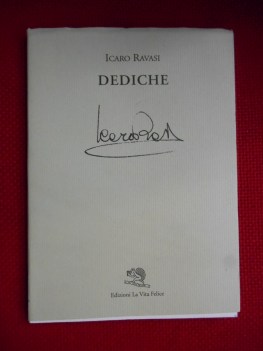 Icaro Ravasi
DEDICHE
Edizioni La Vita Felice